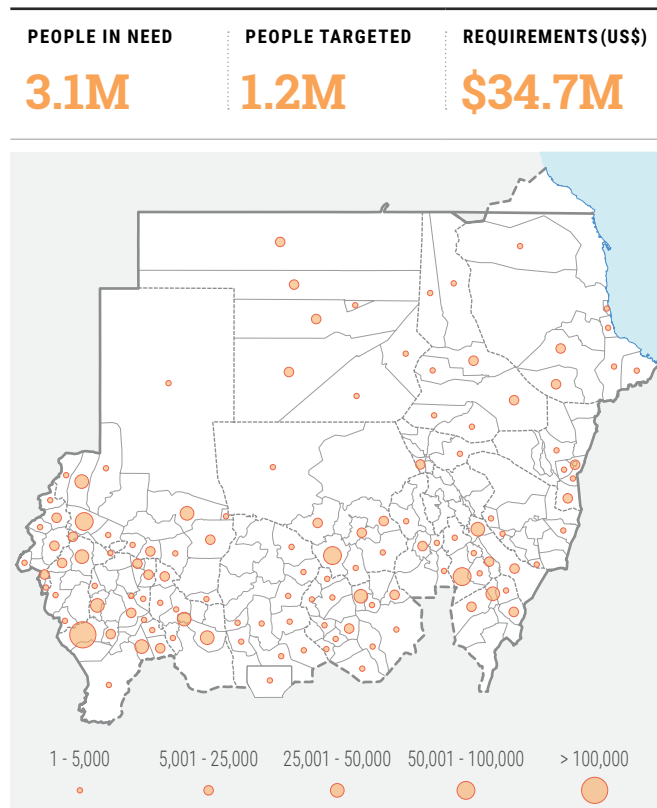 PEOPLE IN NEED PEOPLE TARGETED REQUIREMENTS(US$)
3.1M 1.2M $34.7M
1 - 5,000 5,001 - 25,000 25,001 - 50,000 50,001 - 100,000 > 100,000